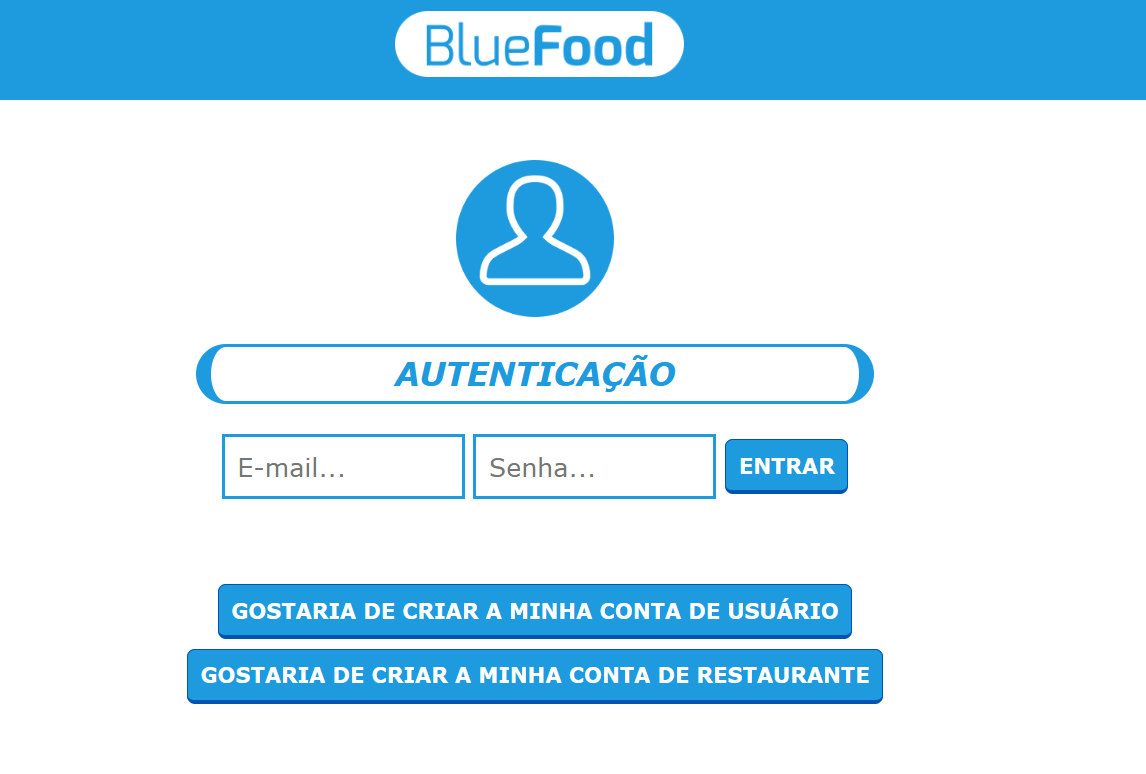 BlueFood
AUTENTICAÇÃO
E-mail... Senha... ENTRAR
GOSTARIA DE CRIAR A MINHA CONTA DE USUÁRIO
GOSTARIA DE CRIAR A MINHA CONTA DE RESTAURANTE